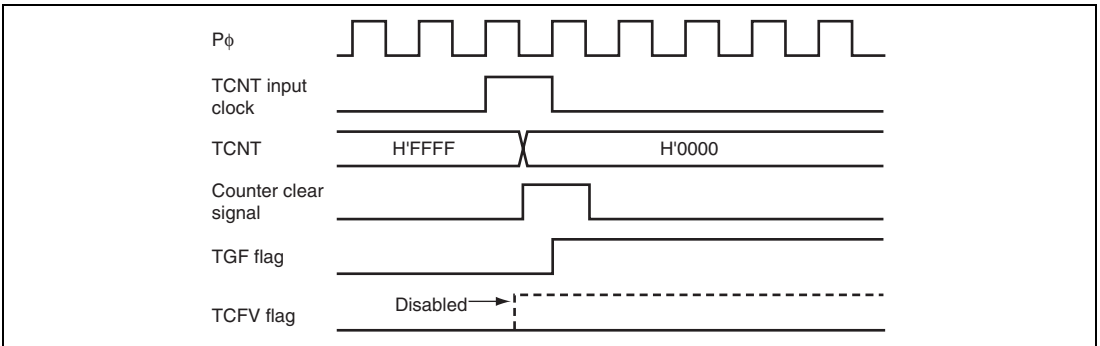 Pϕ
TCNT input
clock
TCNT
H'FFFF
H'0000
Counter clear
signal
TGF flag
Disabled
TCFV flag